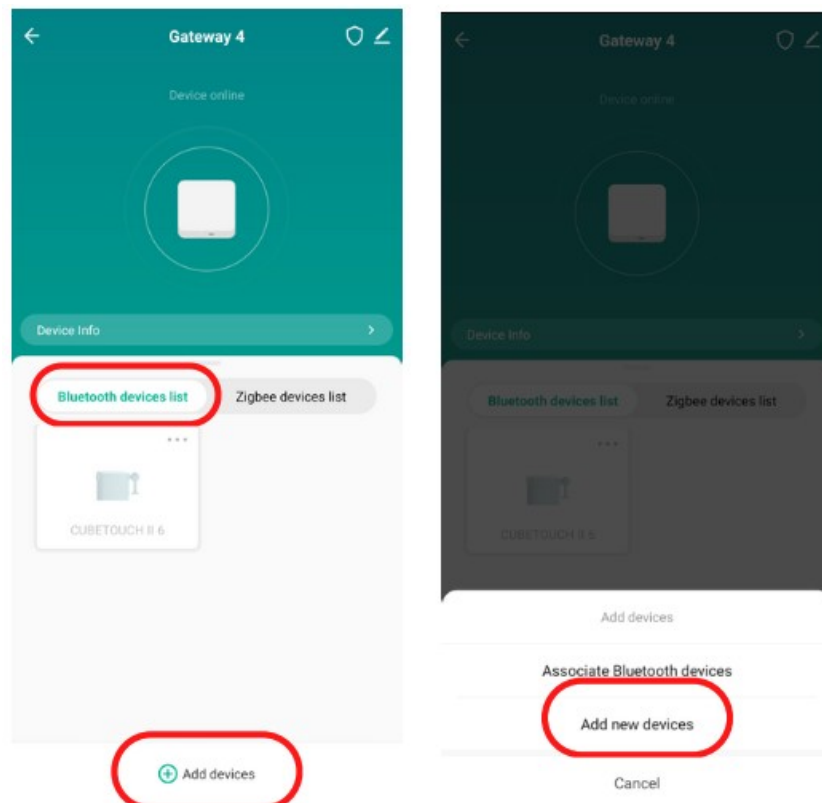 Gateway 4
Device online
Device Info
Bluetooth devices list
Zigbee devices list
CUBETOUCH II 6
Add devices
Gateway 4
Device online
Device Info
Bluetooth devices list
Zigbee devices list
CUBETOUCH II 6
Add devices
Associate Bluetooth devices
Add new devices
Cancel